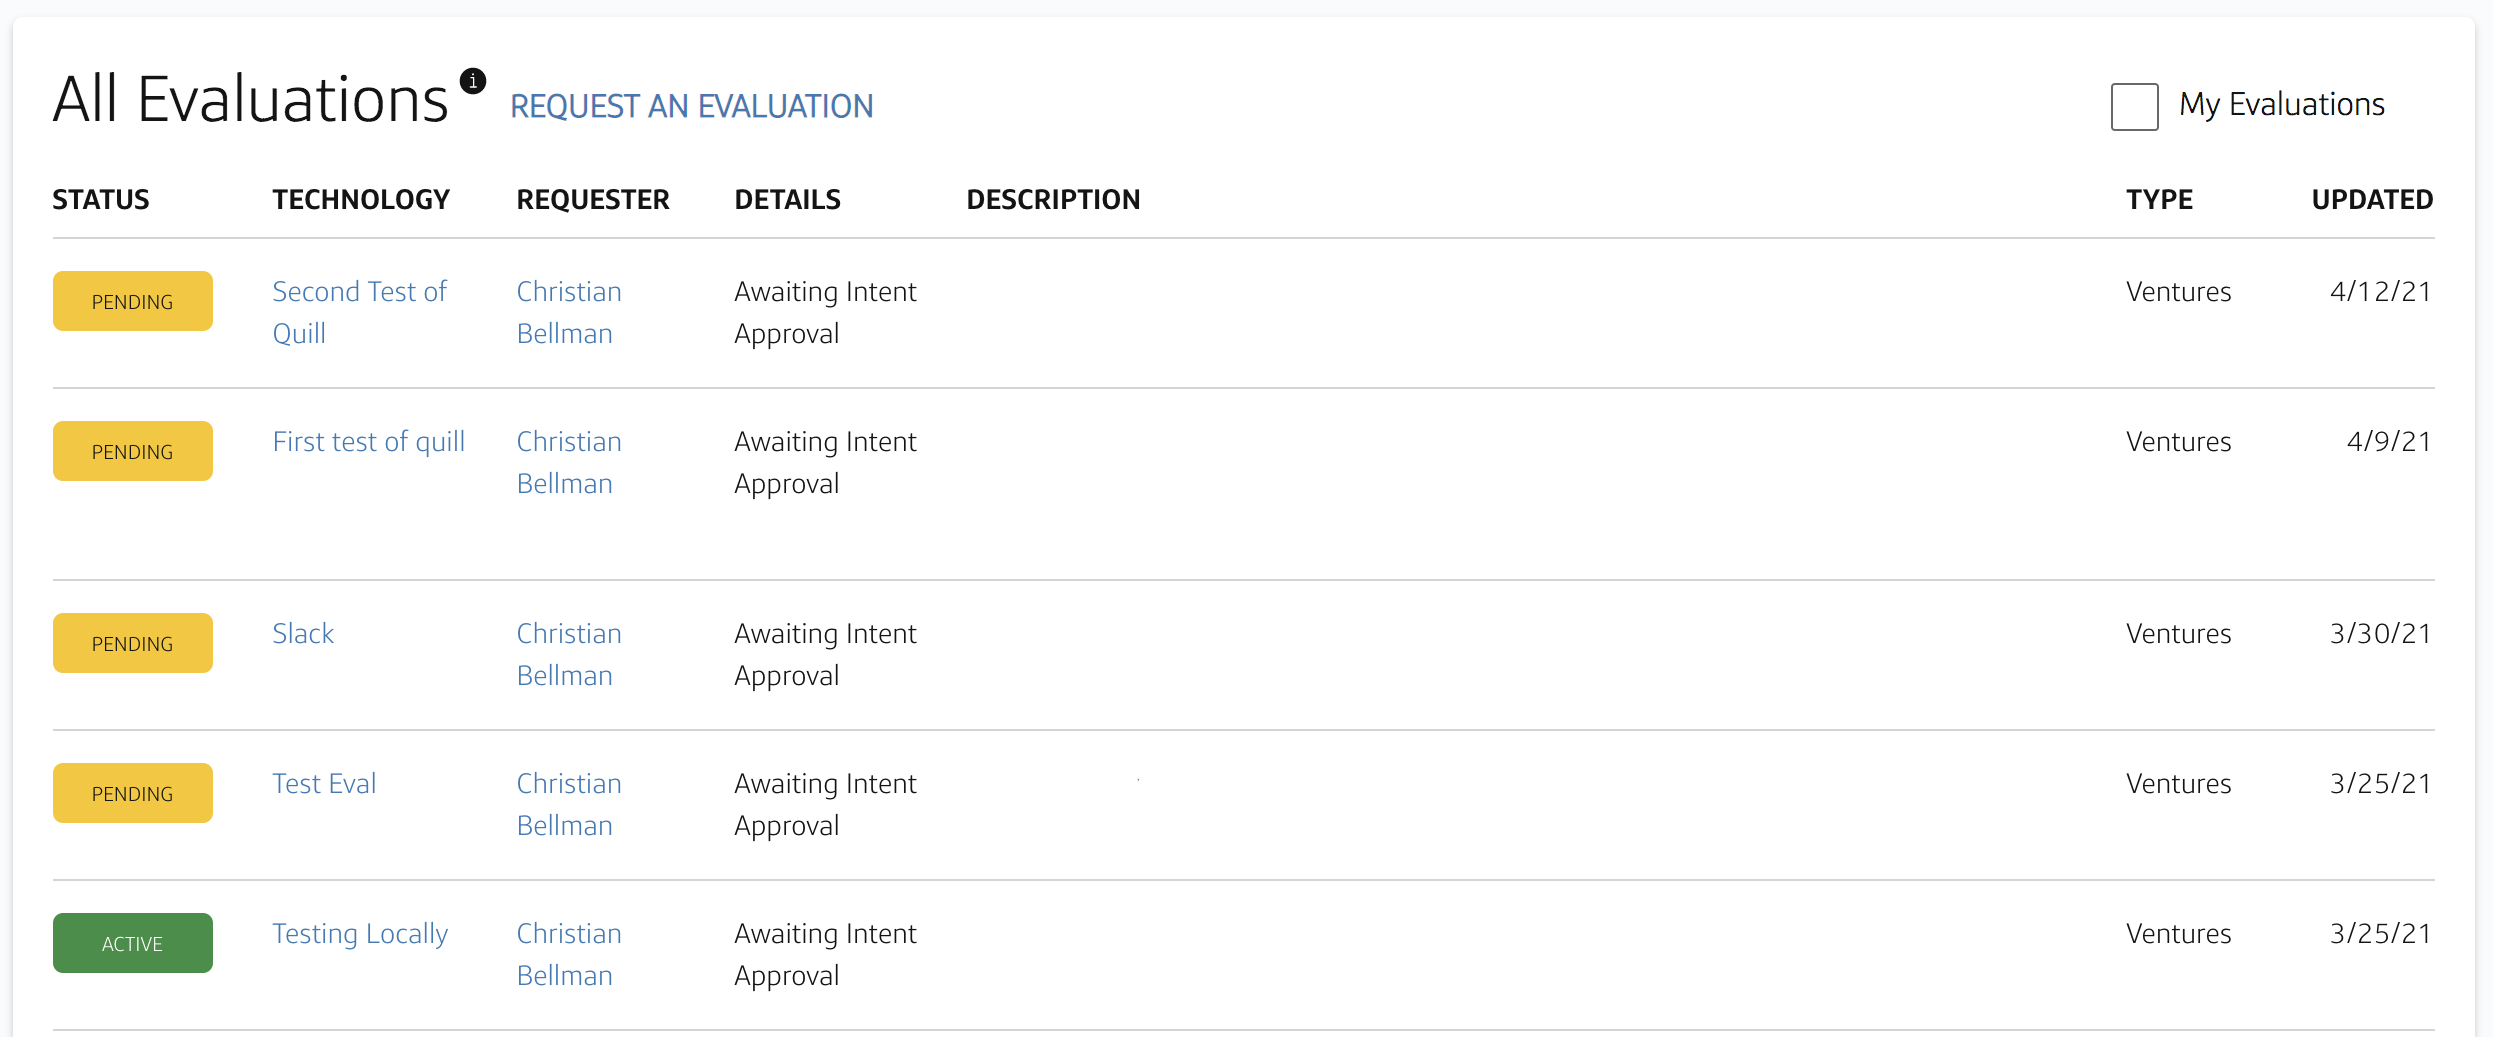 All Evaluations i REQUEST AN EVALUATION My Evaluations
STATUS TECHNOLOGY REQUESTER DETAILS DESCRIPTION TYPE UPDATED
PENDING Second Test of Christian Awaiting Intent Ventures 4/12/21
Quill Bellman Approval
PENDING First test of quill Christian Awaiting Intent Ventures 4/9/21
Bellman Approval
PENDING Slack Christian Awaiting Intent Ventures 3/30/21
Bellman Approval
PENDING Test Eval Christian Awaiting Intent Ventures 3/25/21
Bellman Approval
ACTIVE Testing Locally Christian Awaiting Intent Ventures 3/25/21
Bellman Approval